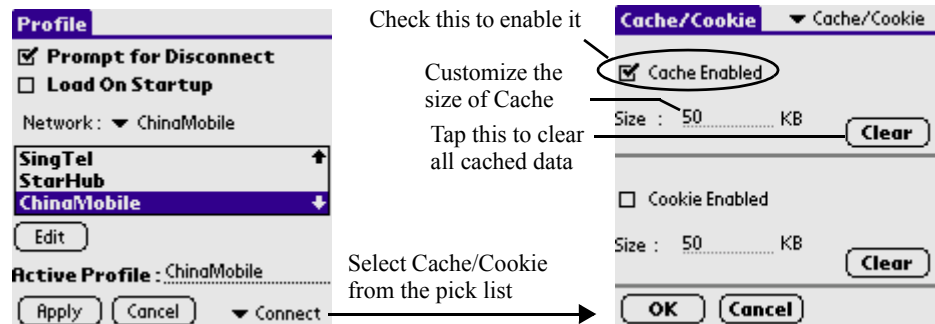 Profile
Prompt for Disconnect
Load On Startup
Network: ChinaMobile
SingTel
StarHub
ChinaMobile
Edit
Active Profile: ChinaMobile
Apply Cancel Connect
Check this to enable it
Customize the
size of Cache
Tap this to clear
all cached data
Select Cache/Cookie
from the pick list
Cache/Cookie Cache/Cookie
Cache Enabled
Size : 50 KB
Clear
Cookie Enabled
Size : 50 KB
Clear
OK Cancel